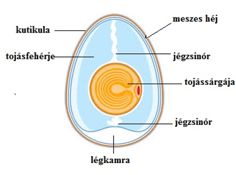 meszes héj
kutikula
tojásfehérje
jégzsinór
tojássárgája
jégzsinór
légkamra